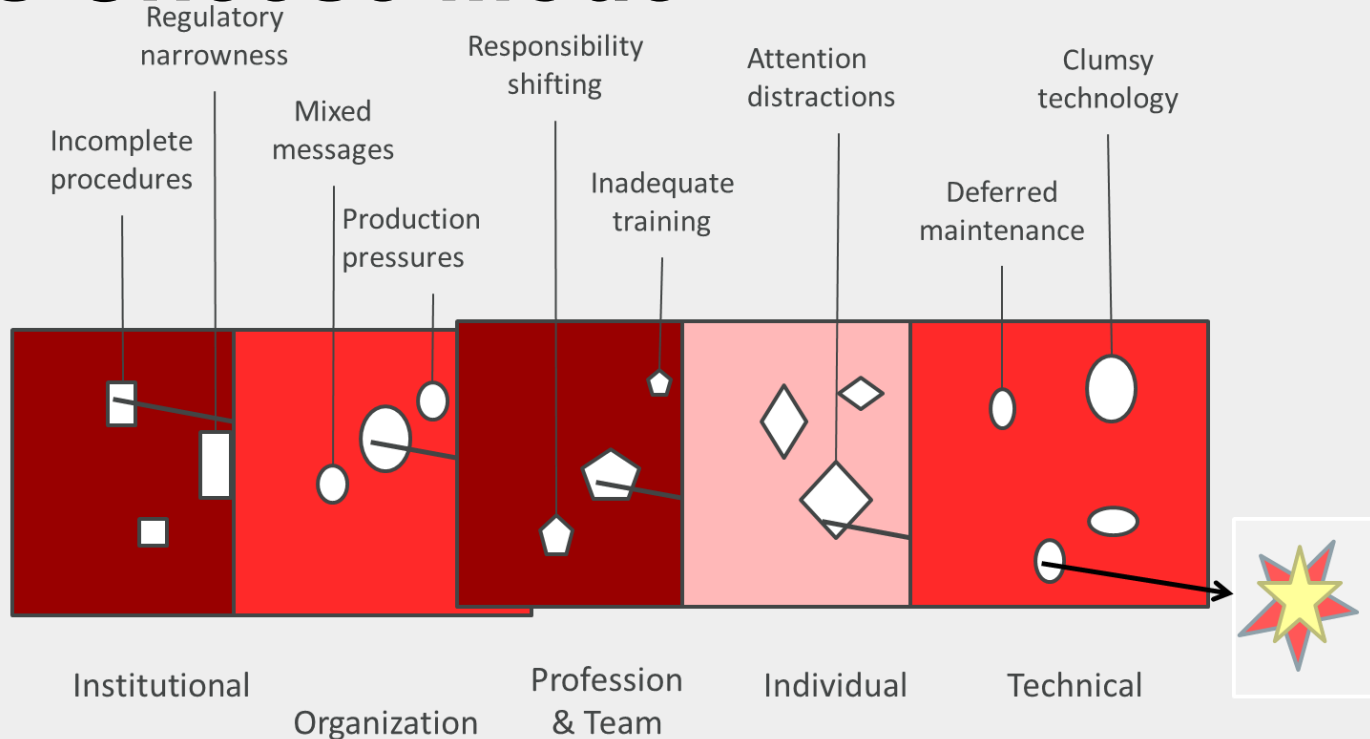 Regulatory
narrowness
Responsibility
shifting
Attention
distractions
Clumsy
technology
Mixed
messages
Incomplete
procedures
Inadequate
training
Deferred
maintenance
Production
pressures
Institutional
Organization
Profession
& Team
Individual
Technical